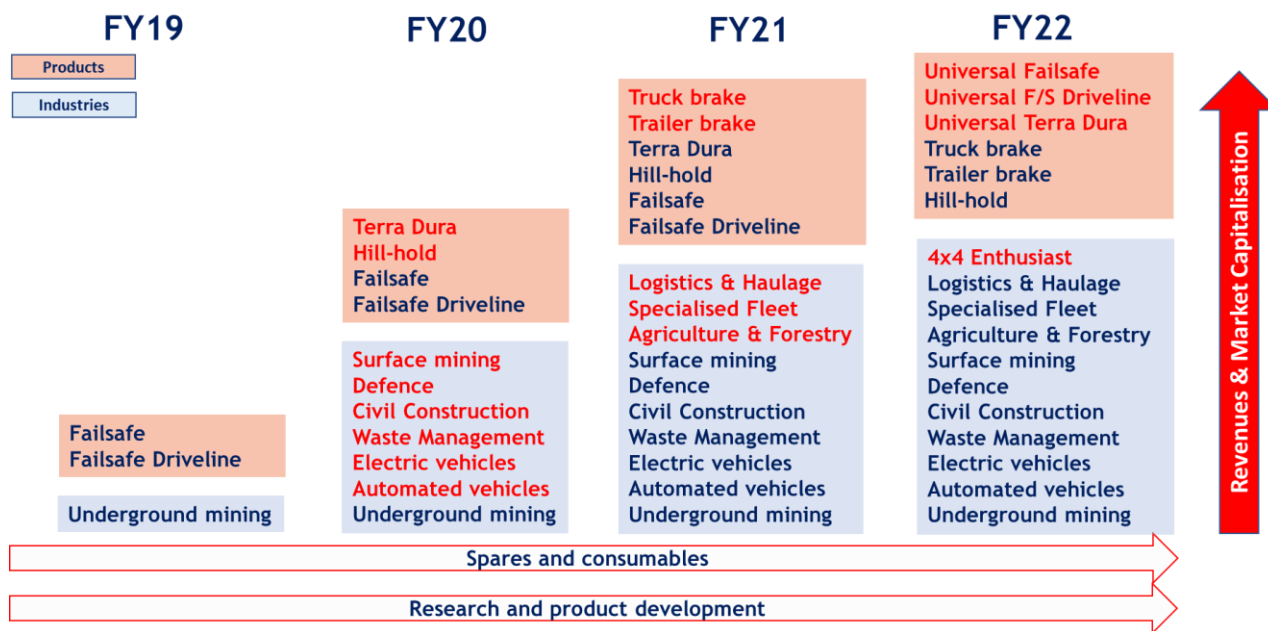 FY19
FY20
FY21
FY22
Products
Industries
Failsafe
Failsafe Driveline
Underground mining
Terra Dura
Hill-hold
Failsafe
Failsafe Driveline
Surface mining
Defence
Civil Construction
Waste Management
Electric vehicles
Automated vehicles
Underground mining
Truck brake
Trailer brake
Terra Dura
Hill-hold
Failsafe
Failsafe Driveline
Logistics & Haulage
Specialised Fleet
Agriculture & Forestry
Surface mining
Defence
Civil Construction
Waste Management
Electric vehicles
Automated vehicles
Underground mining
Universal Failsafe
Universal F/S Driveline
Universal Terra Dura
Truck brake
Trailer brake
Hill-hold
4x4 Enthusiast
Logistics & Haulage
Specialised Fleet
Agriculture & Forestry
Surface mining
Defence
Civil Construction
Waste Management
Electric vehicles
Automated vehicles
Underground mining
Revenues & Market Capitalisation
Spares and consumables
Research and product development